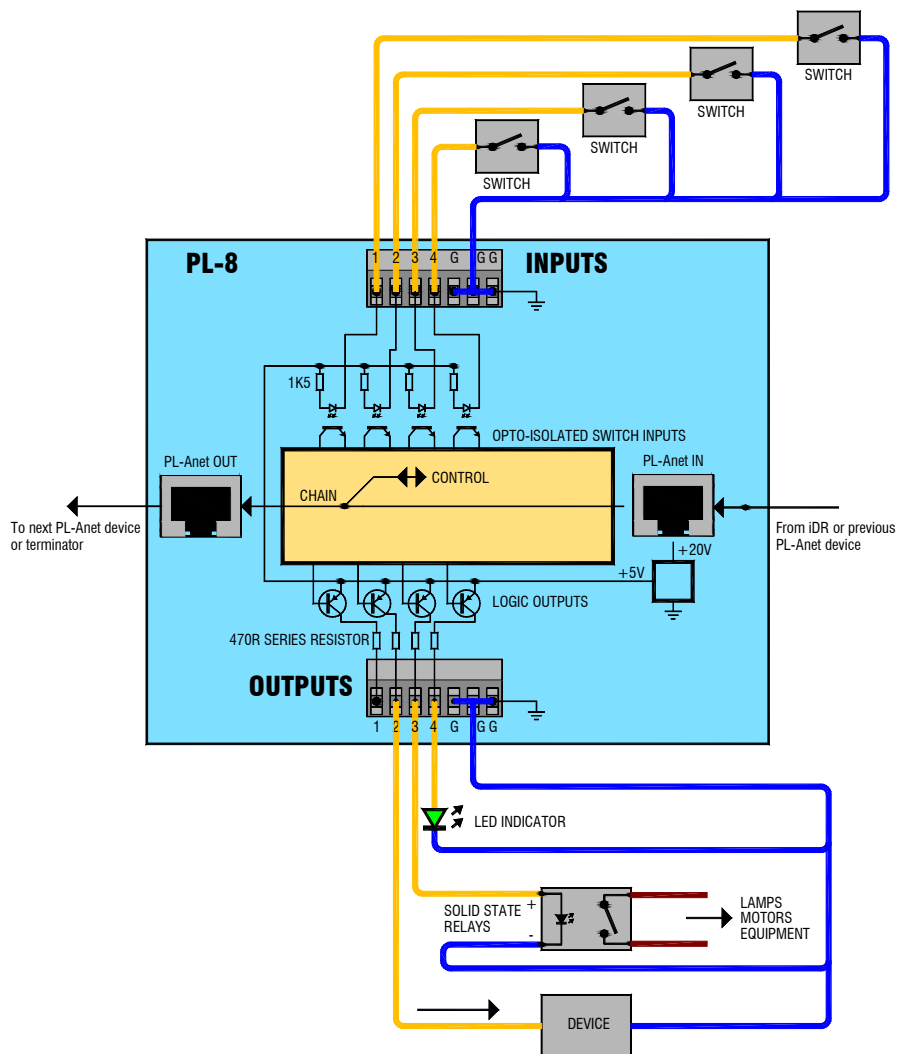 SWITCH
SWITCH
SWITCH
SWITCH
PL-8
1 2 3 4 G G G
INPUTS
1K5
OPTO-ISOLATED SWITCH INPUTS
PL-Anet OUT
PL-Anet IN
CONTROL
CHAIN
To next PL-Anet device
or terminator
From iDR or previous
PL-Anet device
+20V
+5V
LOGIC OUTPUTS
470R SERIES RESISTOR
OUTPUTS
1 2 3 4 G G G
LED INDICATOR
SOLID STATE
RELAYS
+
-
LAMPS
MOTORS
EQUIPMENT
DEVICE